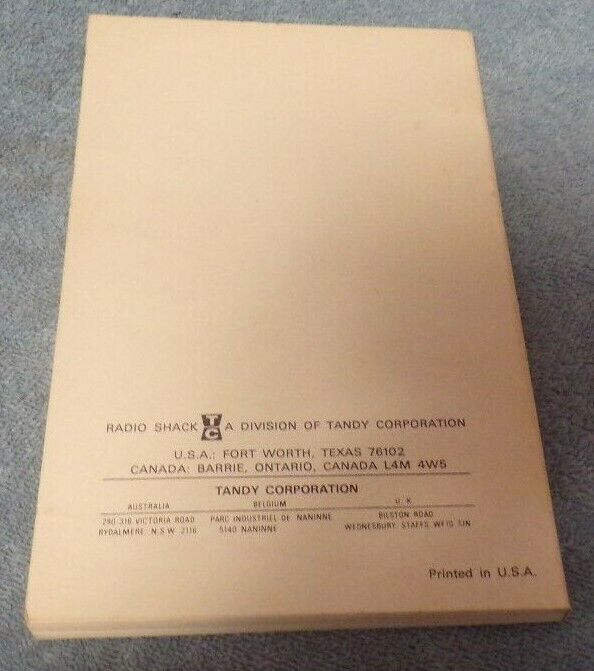 RADIO SHACK TC A DIVISION OF TANDY CORPORATION
U.S.A.: FORT WORTH, TEXAS 76102
CANADA: BARRIE, ONTARIO, CANADA L4M 4W5
TANDY CORPORATION
AUSTRALIA BELGIUM U. K.
280-316 VICTORIA ROAD PARC INDUSTRIEL DE NANINNE BILSTON ROAD
RYDALMERE N.S.W. 2116 5140 NANINNE WEDNESBURY STAFFS WS10 7JN
Printed in U.S.A.